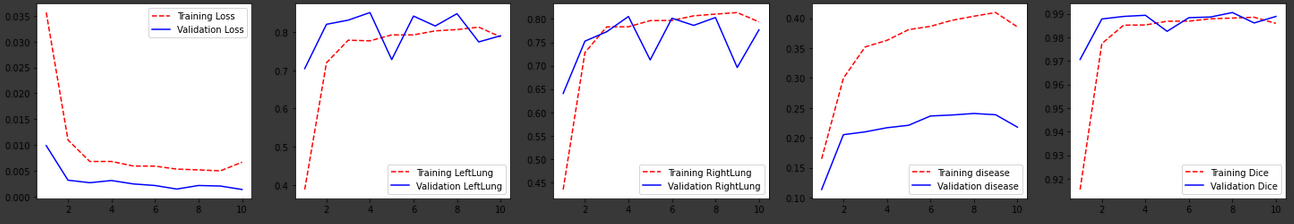 0.035
0.030
0.025
0.020
0.015
0.010
0.005
0.000
2 4 6 8 10
Training Loss
Validation Loss
0.8
0.7
0.6
0.5
0.4
2 4 6 8 10
Training LeftLung
Validation LeftLung
0.80
0.75
0.70
0.65
0.60
0.55
0.50
0.45
2 4 6 8 10
Training RightLung
Validation RightLung
0.40
0.35
0.30
0.25
0.20
0.15
0.10
2 4 6 8 10
Training disease
Validation disease
0.99
0.98
0.97
0.96
0.95
0.94
0.93
0.92
2 4 6 8 10
Training Dice
Validation Dice